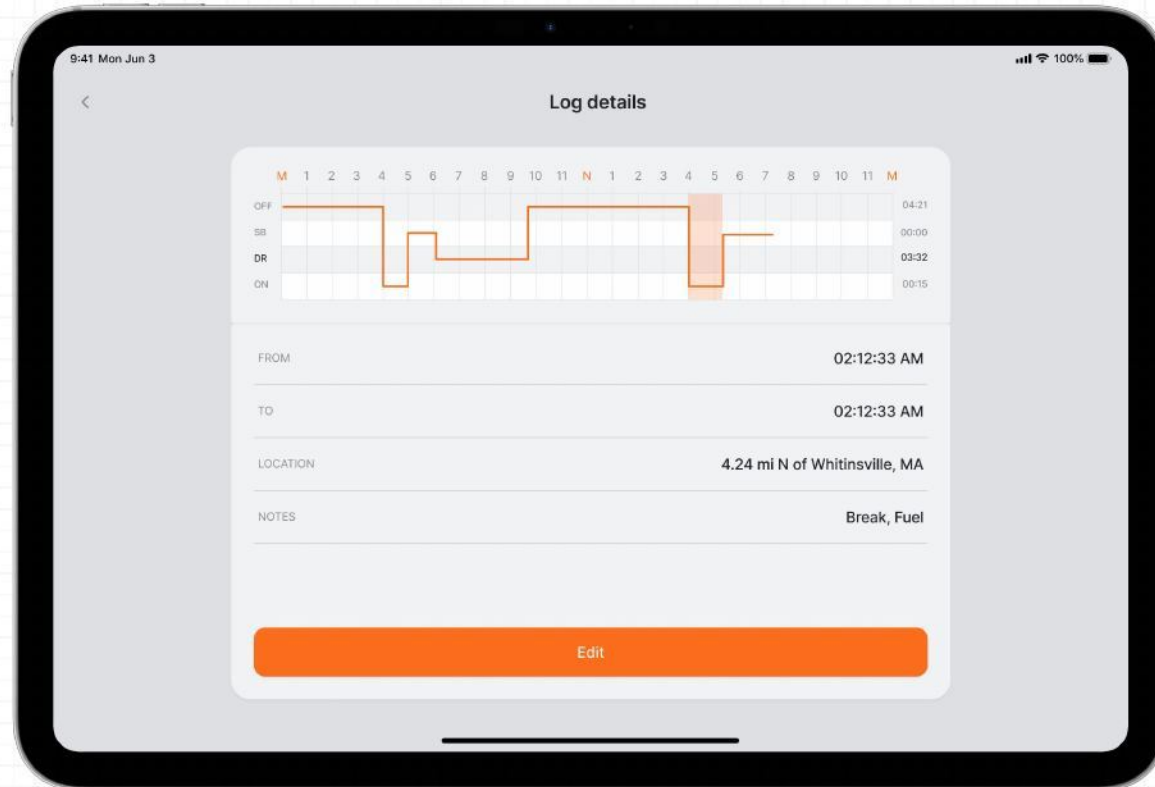 9:41 Mon Jun 3 100%
Log details
M 1 2 3 4 5 6 7 8 9 10 11 N 1 2 3 4 5 6 7 8 9 10 11 M
OFF 04:21
SB 00:00
DR 03:32
ON 00:15
FROM 02:12:33 AM
TO 02:12:33 AM
LOCATION 4.24 mi N of Whitinsville, MA
NOTES Break, Fuel
Edit